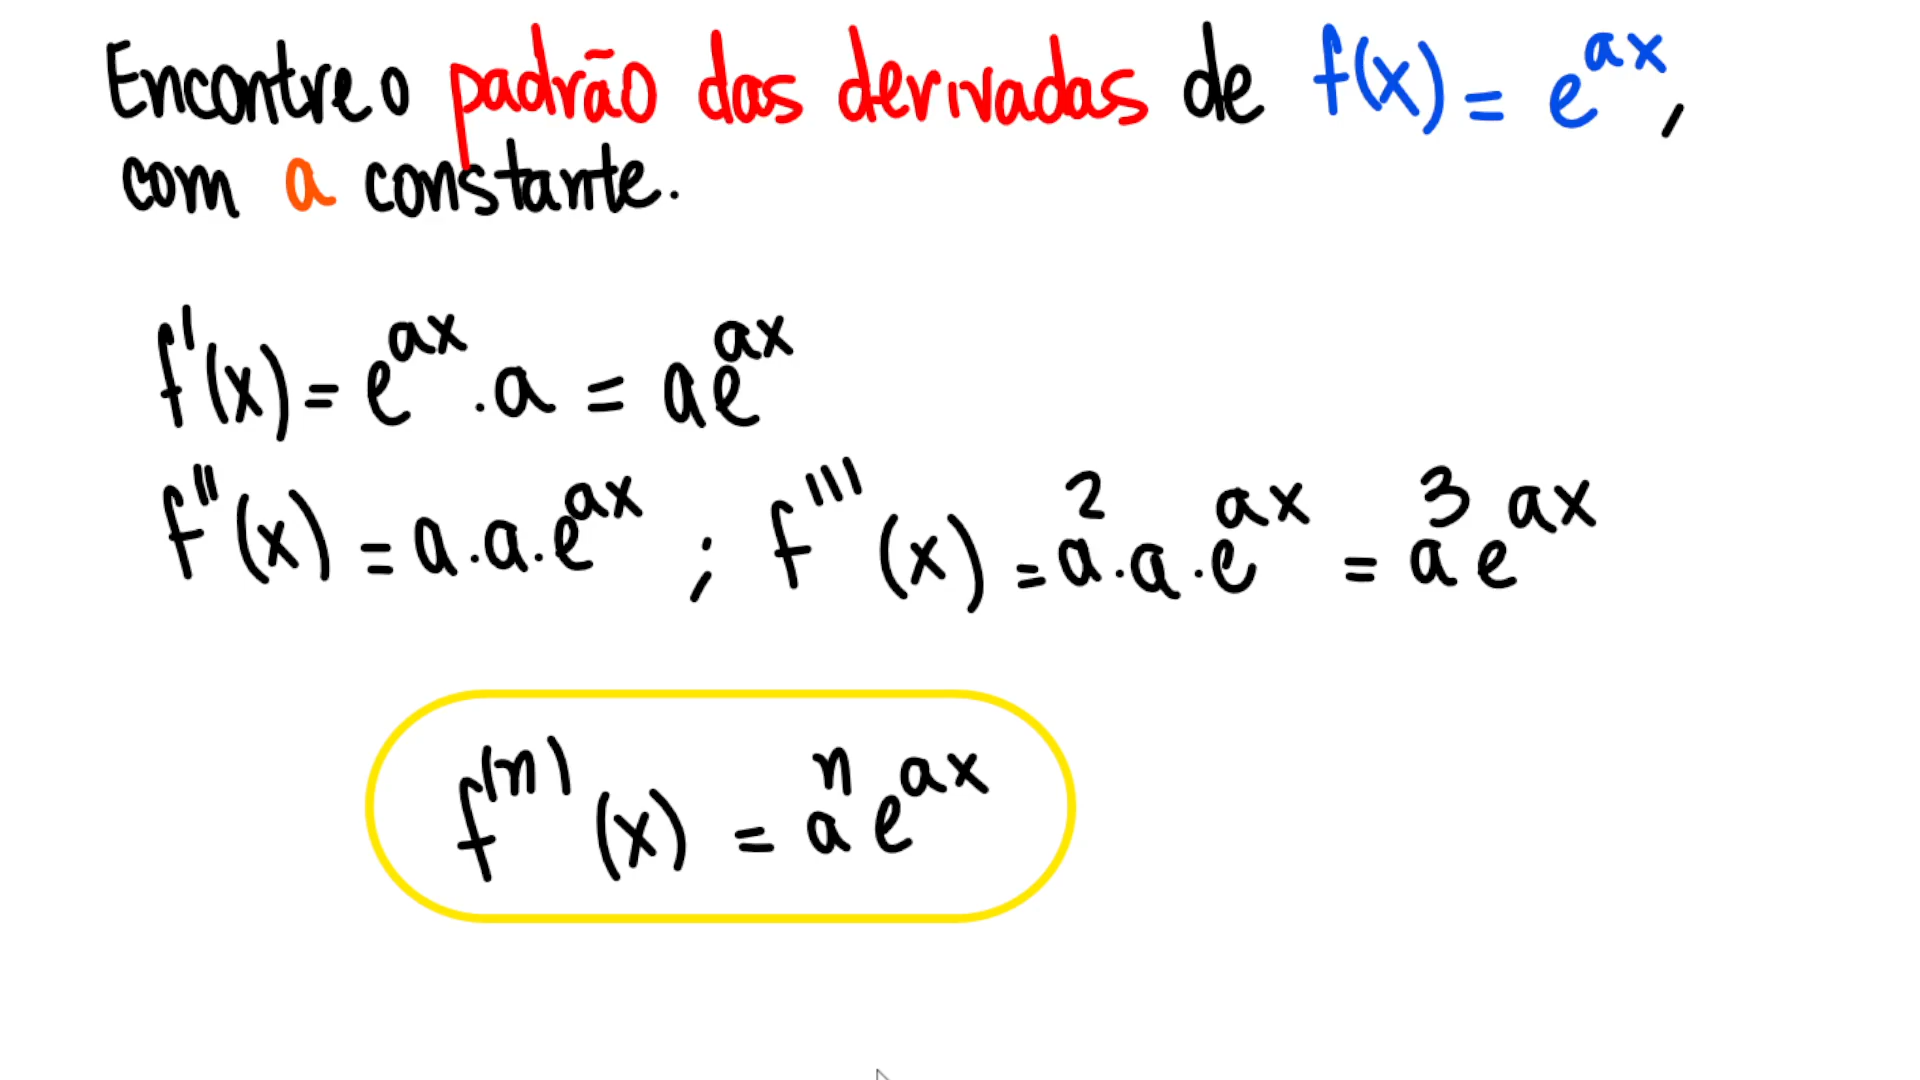 Encontre o padrão das derivadas de f(x) = e^{ax},
com a constante.
f'(x) = e^{ax} . a = ae^{ax}
f''(x) = a.a.e^{ax} ; f'''(x) = a^2.a.e^{ax} = a^3 e^{ax}
f^{(n)}(x) = a^n e^{ax}